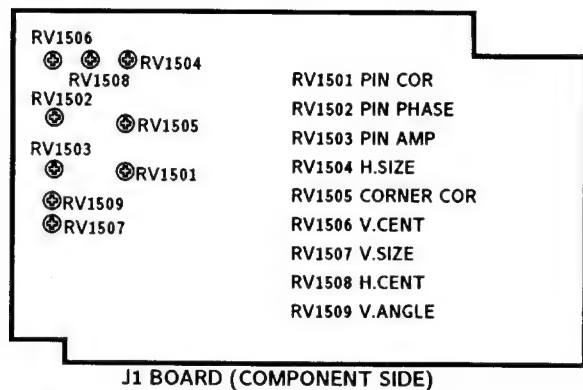 RV1506
RV1504
RV1508
RV1502
RV1505
RV1503
RV1501
RV1509
RV1507
RV1501 PIN COR
RV1502 PIN PHASE
RV1503 PIN AMP
RV1504 H.SIZE
RV1505 CORNER COR
RV1506 V.CENT
RV1507 V.SIZE
RV1508 H.CENT
RV1509 V.ANGLE
J1 BOARD (COMPONENT SIDE)